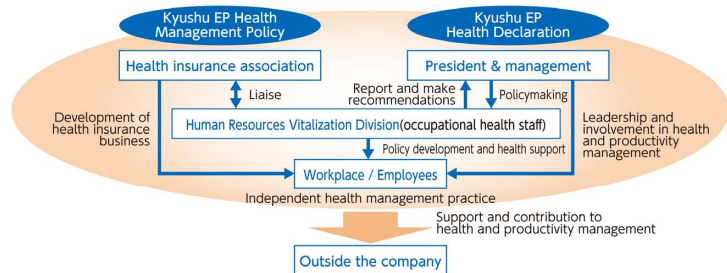 Kyushu EP Health
Management Policy
Kyushu EP
Health Declaration
Health insurance association
President & management
Liaise
Report and make
recommendations
Policymaking
Development of
health insurance
business
Human Resources Vitalization Division(occupational health staff)
Leadership and
involvement in health
and productivity
management
Policy development and health support
Workplace / Employees
Independent health management practice
Support and contribution to
health and productivity management
Outside the company